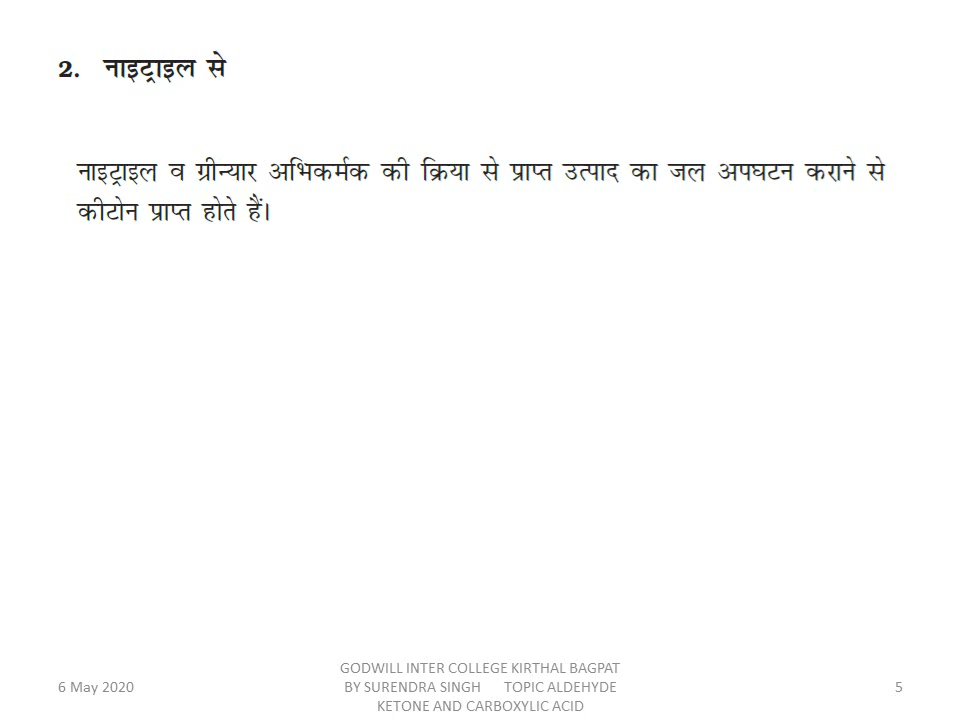 2. नाइट्राइल से
नाइट्राइल व ग्रीन्यार अभिकर्मक की क्रिया से प्राप्त उत्पाद का जल अपघटन कराने से
कीटोन प्राप्त होते हैं।
6 May 2020
GODWILL INTER COLLEGE KIRTHAL BAGPAT
BY SURENDRA SINGH TOPIC ALDEHYDE
KETONE AND CARBOXYLIC ACID
5